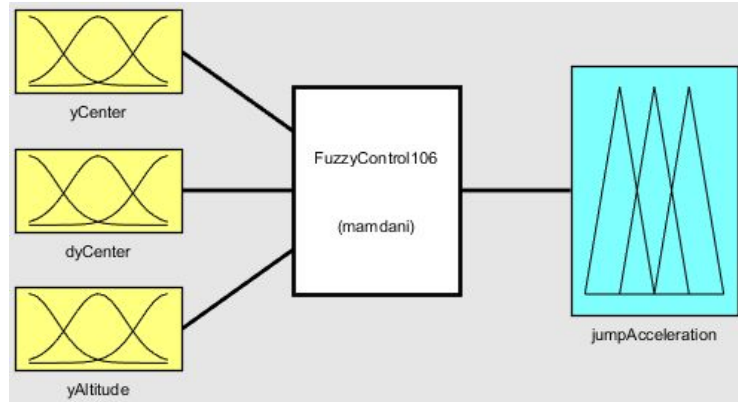 yCenter
dyCenter
yAltitude
FuzzyControl106
(mamdani)
jumpAcceleration